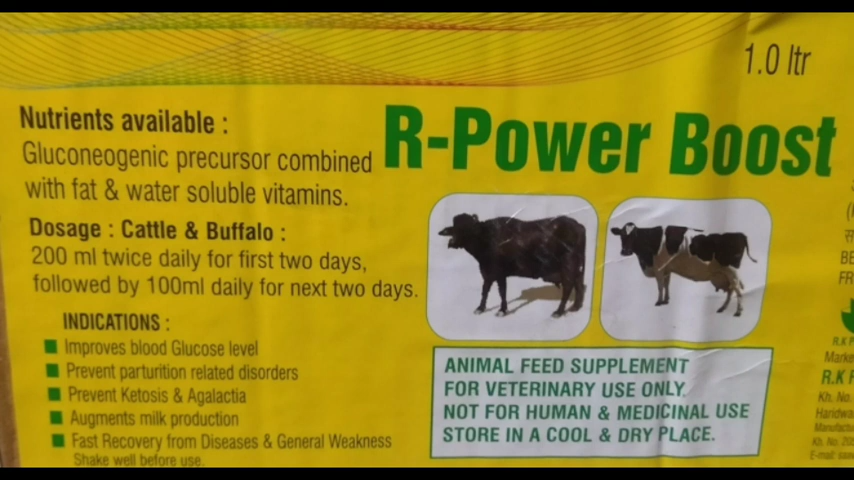 1.0 ltr
R-Power Boost
Nutrients available :
Gluconeogenic precursor combined
with fat & water soluble vitamins.
Dosage : Cattle & Buffalo :
200 ml twice daily for first two days,
followed by 100ml daily for next two days.
INDICATIONS :
Improves blood Glucose level
Prevent parturition related disorders
Prevent Ketosis & Agalactia
Augments milk production
Fast Recovery from Diseases & General Weakness
Shake well before use.
ANIMAL FEED SUPPLEMENT
FOR VETERINARY USE ONLY.
NOT FOR HUMAN & MEDICINAL USE
STORE IN A COOL & DRY PLACE.
BE
FR
R.K
Kh. No.